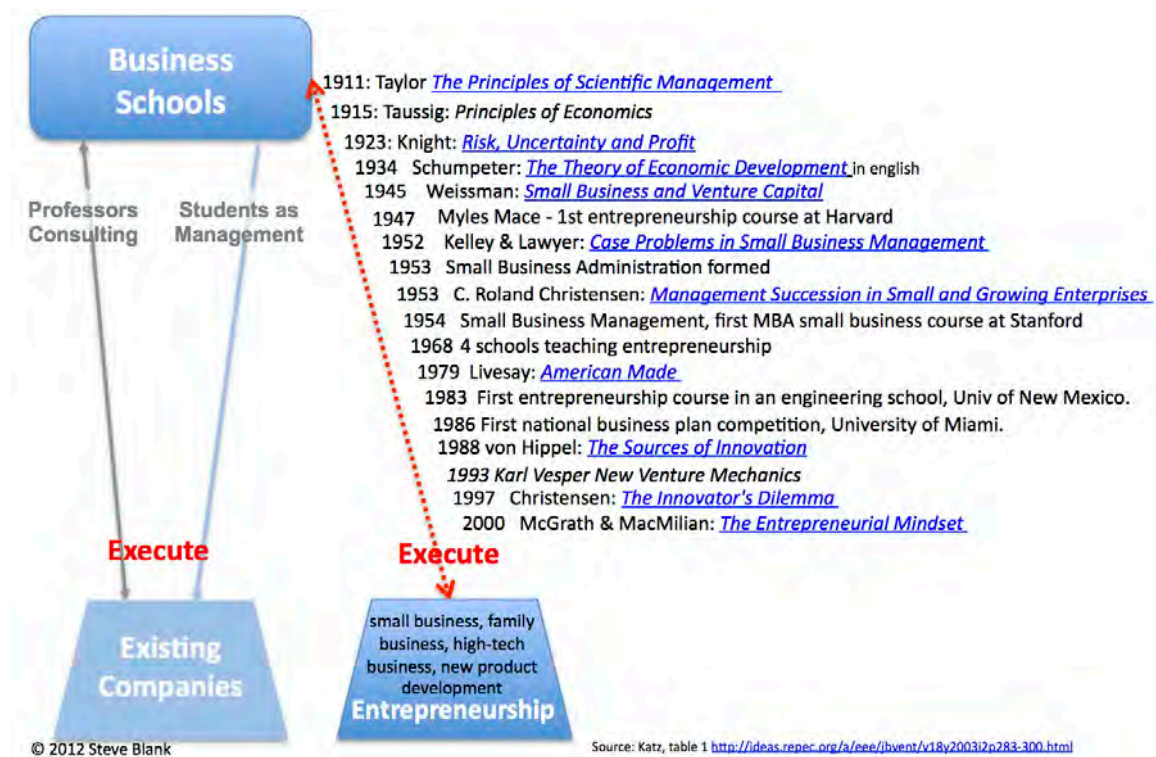 Business
Schools
1911: Taylor The Principles of Scientific Management
1915: Taussig: Principles of Economics
1923: Knight: Risk, Uncertainty and Profit
1934 Schumpeter: The Theory of Economic Development in english
1945 Weissman: Small Business and Venture Capital
1947 Myles Mace - 1st entrepreneurship course at Harvard
1952 Kelley & Lawyer: Case Problems in Small Business Management
1953 Small Business Administration formed
1953 C. Roland Christensen: Management Succession in Small and Growing Enterprises
1954 Small Business Management, first MBA small business course at Stanford
1968 4 schools teaching entrepreneurship
1979 Livesay: American Made
1983 First entrepreneurship course in an engineering school, Univ of New Mexico.
1986 First national business plan competition, University of Miami.
1988 von Hippel: The Sources of Innovation
1993 Karl Vesper New Venture Mechanics
1997 Christensen: The Innovator's Dilemma
2000 McGrath & MacMilian: The Entrepreneurial Mindset
Professors
Consulting
Students as
Management
Execute
Execute
Existing
Companies
small business, family
business, high-tech
business, new product
development
Entrepreneurship
© 2012 Steve Blank
Source: Katz, table 1 http://ideas.repec.org/a/eee/jbvent/v18y2003i2p283-300.html